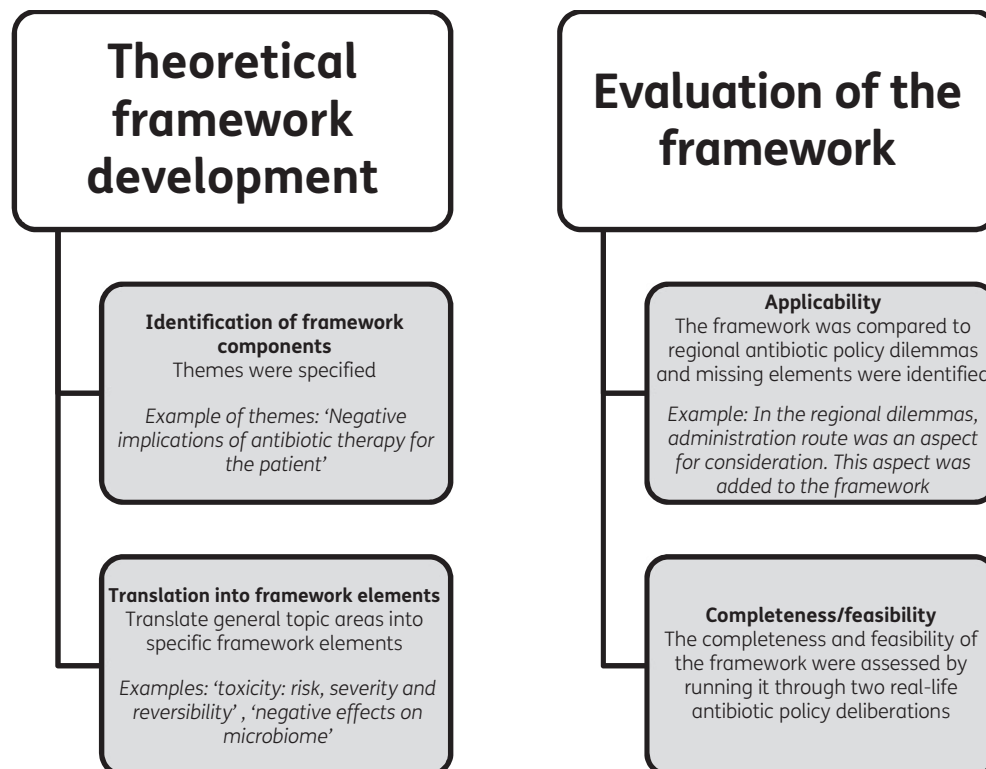 Theoretical
framework
development
Identification of framework
components
Themes were specified
Example of themes: ‘Negative
implications of antibiotic therapy for
the patient’
Translation into framework elements
Translate general topic areas into
specific framework elements
Examples: ‘toxicity: risk, severity and
reversibility’ , ‘negative effects on
microbiome’
Evaluation of the
framework
Applicability
The framework was compared to
regional antibiotic policy dilemmas
and missing elements were identified
Example: In the regional dilemmas,
administration route was an aspect
for consideration. This aspect was
added to the framework
Completeness/feasibility
The completeness and feasibility of
the framework were assessed by
running it through two real-life
antibiotic policy deliberations